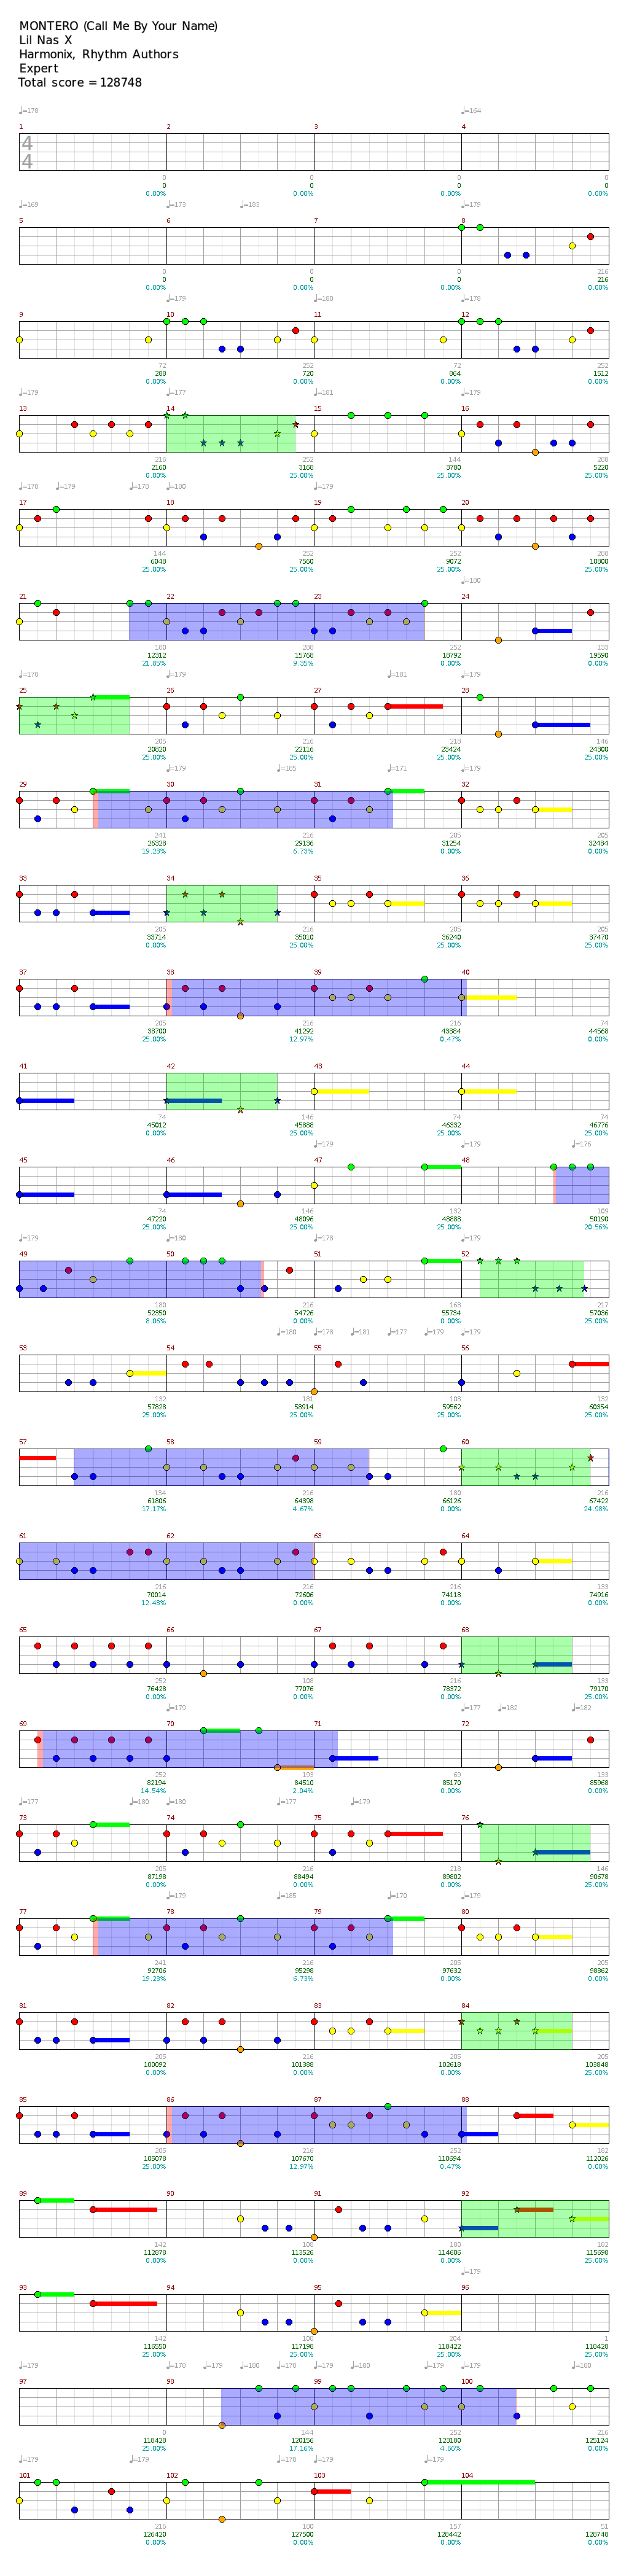 MONTERO (Call Me By Your Name)
Lil Nas X
Harmonix, Rhythm Authors
Expert
Total score = 128748
♩=178 ♩=164
1 2 3 4
4
4
0 0 0 0
0 0 0 0
0.00% 0.00% 0.00% 0.00%
♩=169 ♩=173 ♩=183 ♩=179
5 6 7 8
0 0 0 216
0 0 0 216
0.00% 0.00% 0.00% 0.00%
♩=179 ♩=180 ♩=178
9 10 11 12
72 252 72 252
288 720 864 1512
0.00% 0.00% 0.00% 0.00%
♩=179 ♩=177 ♩=181 ♩=179
13 14 15 16
216 252 144 288
2160 3168 3780 5220
0.00% 25.00% 25.00% 25.00%
♩=178 ♩=179 ♩=178 ♩=180 ♩=179
17 18 19 20
144 252 252 288
6048 7560 9072 10800
25.00% 25.00% 25.00% 25.00%
♩=180
21 22 23 24
180 288 252 133
12312 15768 18792 19590
21.85% 9.35% 0.00% 0.00%
♩=178 ♩=179 ♩=181 ♩=179
25 26 27 28
205 216 218 146
20820 22116 23424 24300
25.00% 25.00% 25.00% 25.00%
♩=179 ♩=185 ♩=171 ♩=179
29 30 31 32
241 216 205 205
26328 29136 31254 32484
19.23% 6.73% 0.00% 0.00%
33 34 35 36
205 216 205 205
33714 35010 36240 37470
0.00% 25.00% 25.00% 25.00%
37 38 39 40
205 216 216 74
38700 41292 43884 44568
25.00% 12.97% 0.47% 0.00%
41 42 43 44
74 146 74 74
45012 45888 46332 46776
0.00% 25.00% 25.00% 25.00%
♩=179 ♩=179 ♩=176
45 46 47 48
74 146 132 109
47220 48096 48888 50190
25.00% 25.00% 25.00% 20.56%
♩=179 ♩=180 ♩=178 ♩=179
49 50 51 52
180 216 168 217
52350 54726 55734 57036
8.06% 0.00% 0.00% 25.00%
♩=180 ♩=178 ♩=181 ♩=177 ♩=179 ♩=179
53 54 55 56
132 181 108 132
57828 58914 59562 60354
25.00% 25.00% 25.00% 25.00%
57 58 59 60
134 216 216 216
61806 64398 66126 67422
17.17% 4.67% 0.00% 24.98%
61 62 63 64
216 216 216 133
70014 72606 74118 74916
12.48% 0.00% 0.00% 0.00%
65 66 67 68
252 108 216 133
76428 77076 78372 79170
0.00% 0.00% 0.00% 25.00%
♩=179 ♩=177 ♩=182 ♩=182
69 70 71 72
252 193 69 133
82194 84510 85170 85968
14.54% 2.04% 0.00% 0.00%
♩=177 ♩=180 ♩=180 ♩=177 ♩=179
73 74 75 76
205 216 218 146
87198 88494 89802 90678
0.00% 0.00% 0.00% 25.00%
♩=179 ♩=185 ♩=170 ♩=179
77 78 79 80
241 216 205 205
92706 95298 97632 98862
19.23% 6.73% 0.00% 0.00%
81 82 83 84
205 216 205 205
100092 101388 102618 103848
0.00% 0.00% 0.00% 25.00%
85 86 87 88
205 216 252 182
105078 107670 110694 112026
25.00% 12.97% 0.47% 0.00%
89 90 91 92
142 108 180 182
112878 113526 114606 115698
0.00% 0.00% 0.00% 25.00%
♩=179
93 94 95 96
142 108 204 1
116550 117198 118422 118428
25.00% 25.00% 25.00% 25.00%
♩=179 ♩=178 ♩=179 ♩=180 ♩=178 ♩=179 ♩=180 ♩=179 ♩=179 ♩=180
97 98 99 100
0 144 252 216
118428 120156 123180 125124
25.00% 17.16% 4.66% 0.00%
♩=179 ♩=179 ♩=178 ♩=179 ♩=179
101 102 103 104
216 180 157 51
126420 127500 128442 128748
0.00% 0.00% 0.00% 0.00%